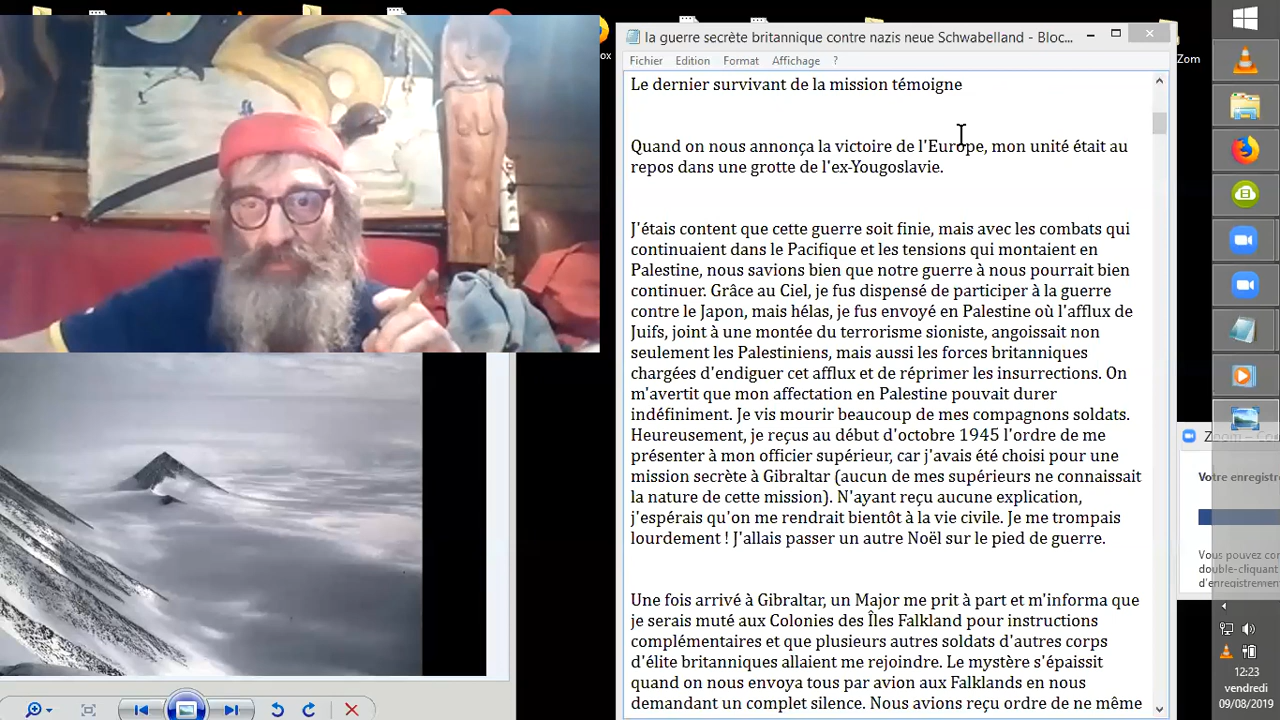 la guerre secrète britannique contre nazis neue Schwabelland - Bloc...
Fichier Edition Format Affichage ?
Le dernier survivant de la mission témoigne
Quand on nous annonça la victoire de l'Europe, mon unité était au
repos dans une grotte de l'ex-Yougoslavie.
J'étais content que cette guerre soit finie, mais avec les combats qui
continuaient dans le Pacifique et les tensions qui montaient en
Palestine, nous savions bien que notre guerre à nous pourrait bien
continuer. Grâce au Ciel, je fus dispensé de participer à la guerre
contre le Japon, mais hélas, je fus envoyé en Palestine où l'afflux de
Juifs, joint à une montée du terrorisme sioniste, angoissait non
seulement les Palestiniens, mais aussi les forces britanniques
chargées d'endiguer cet afflux et de réprimer les insurrections. On
m'avertit que mon affectation en Palestine pouvait durer
indéfiniment. Je vis mourir beaucoup de mes compagnons soldats.
Heureusement, je reçus au début d'octobre 1945 l'ordre de me
présenter à mon officier supérieur, car j'avais été choisi pour une
mission secrète à Gibraltar (aucun de mes supérieurs ne connaissait
la nature de cette mission). N'ayant reçu aucune explication,
j'espérais qu'on me rendrait bientôt à la vie civile. Je me trompais
lourdement ! J'allais passer un autre Noël sur le pied de guerre.
Une fois arrivé à Gibraltar, un Major me prit à part et m'informa que
je serais muté aux Colonies des Îles Falkland pour instructions
complémentaires et que plusieurs autres soldats d'autres corps
d'élite britanniques allaient me rejoindre. Le mystère s'épaissit
quand on nous envoya tous par avion aux Falklands en nous
demandant un complet silence. Nous avions reçu ordre de ne même
ox
Zom
Zoom - Co
Votre enregistre
Vous pouvez cor
double-cliquant
d'enregistremen
12:23
vendredi
09/08/2019